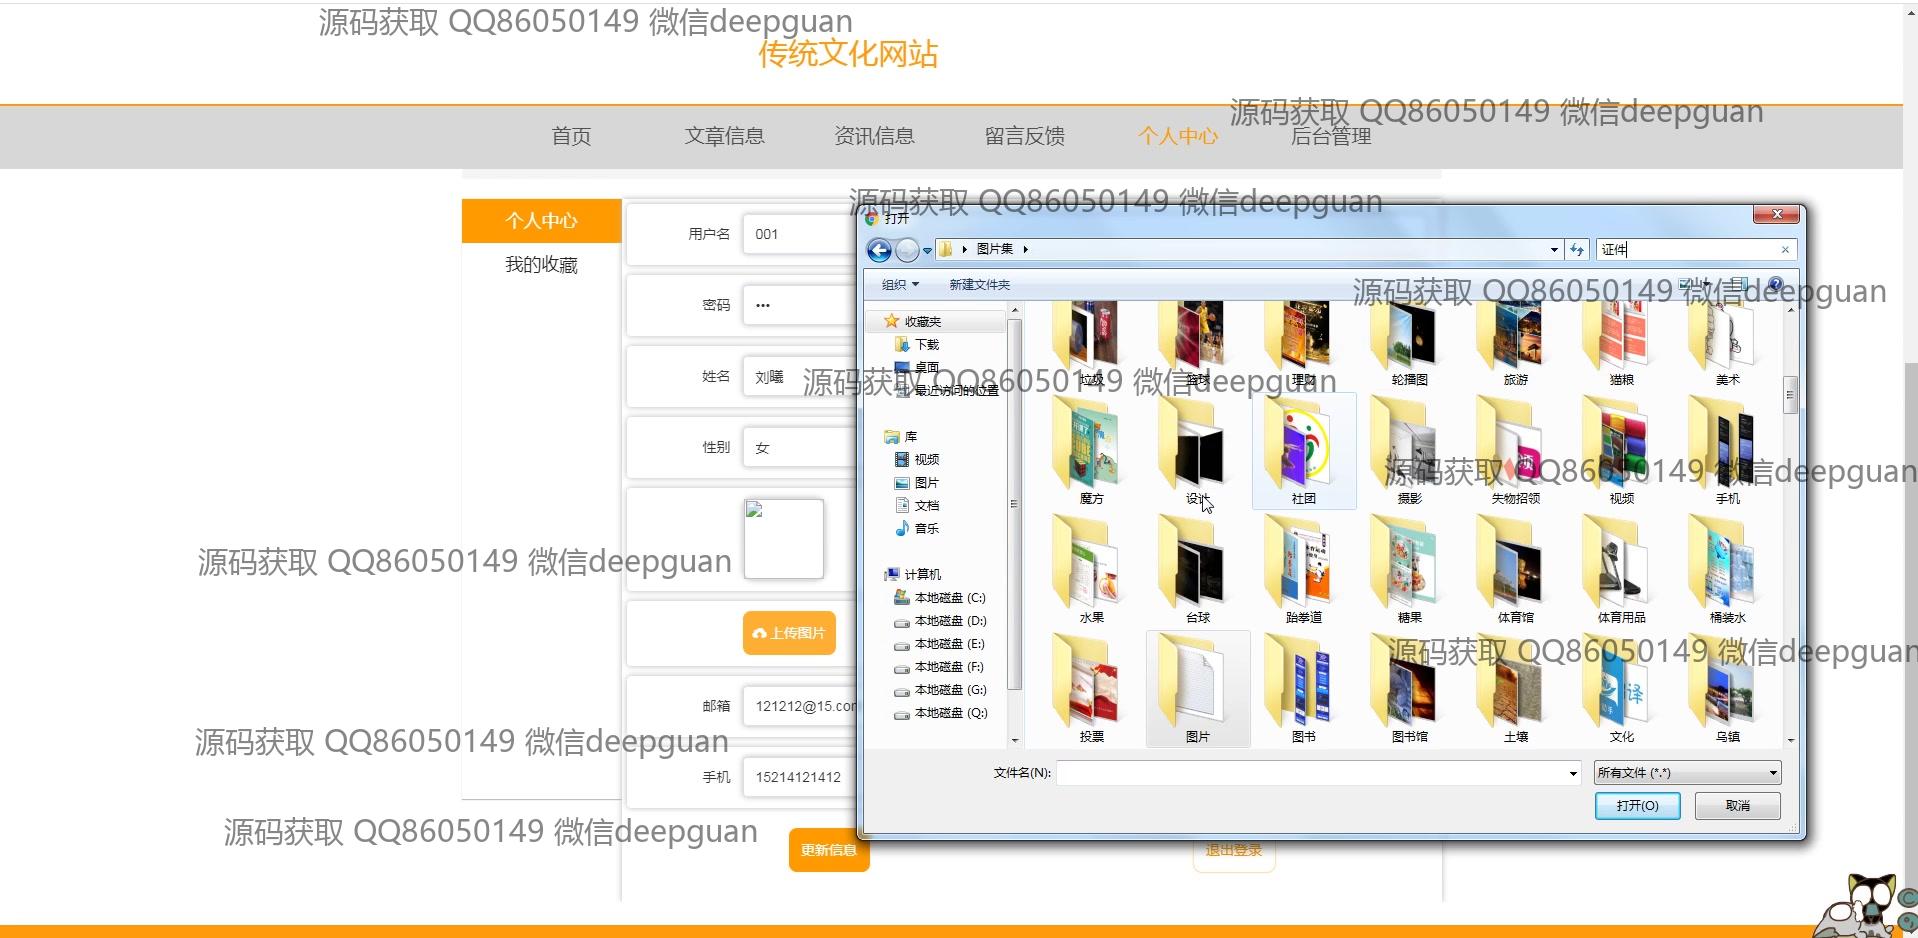 源码获取 QQ86050149 微信deepguan
传统文化网站
源码获取 QQ86050149 微信deepguan
首页 文章信息 资讯信息 留言反馈 个人中心 后台管理
源码获取 QQ86050149 微信deepguan
个人中心
我的收藏
用户名 001
密码 •••
姓名 刘曦
性别 女
上传图片
邮箱 121212@15.com
手机 15214121412
更新信息
退出登录
打开
图片集
证件
组织 新建文件夹
源码获取 QQ86050149 微信deepguan
收藏夹
下载
桌面
最近访问的位置
库
视频
图片
文档
音乐
计算机
本地磁盘 (C:)
本地磁盘 (D:)
本地磁盘 (E:)
本地磁盘 (F:)
本地磁盘 (G:)
本地磁盘 (Q:)
垃圾 篮球 理财 轮播图 旅游 猫粮 美术
源码获取 QQ86050149 微信deepguan
源码获取 QQ86050149 微信deepguan
魔方 设计 社团 摄影 失物招领 视频 手机
源码获取 QQ86050149 微信deepguan
水果 台球 跆拳道 糖果 体育馆 体育用品 桶装水
源码获取 QQ86050149 微信deepguan
投票 图片 图书 图书馆 土壤 文化 乌镇
源码获取 QQ86050149 微信deepguan
文件名(N): 所有文件 (*.*)
打开(O) 取消
源码获取 QQ86050149 微信deepguan